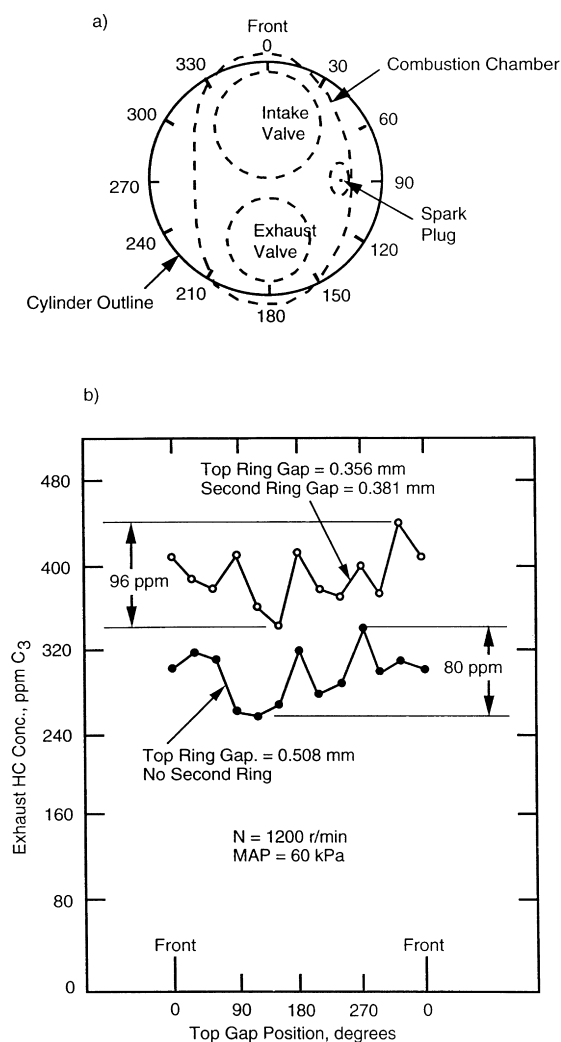 a)
Front
0
330
30
Combustion Chamber
300
60
Intake
Valve
270
90
Spark
Plug
Exhaust
Valve
240
120
210
150
180
Cylinder Outline
b)
480
Top Ring Gap = 0.356 mm
Second Ring Gap = 0.381 mm
400
96 ppm
320
80 ppm
240
Top Ring Gap. = 0.508 mm
No Second Ring
160
N = 1200 r/min
MAP = 60 kPa
80
Front
Front
0
0
90
180
270
0
Top Gap Position, degrees
Exhaust HC Conc., ppm C3